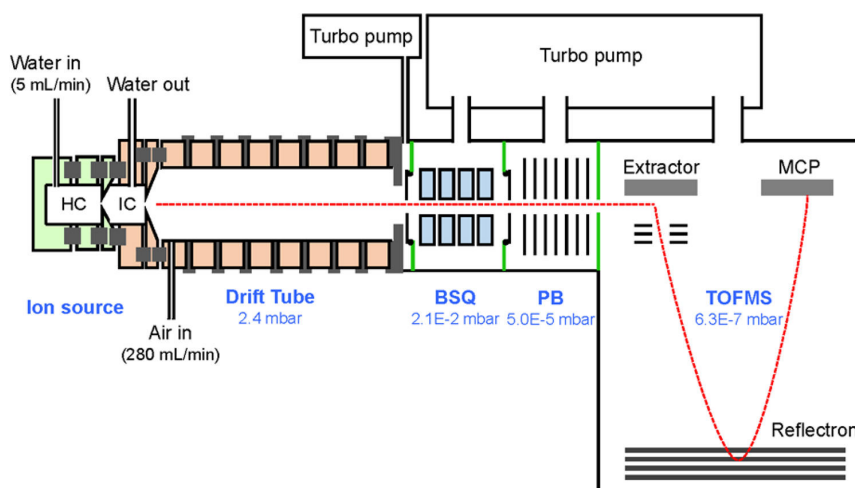 Turbo pump
Turbo pump
Water in
(5 mL/min)
Water out
Extractor
MCP
HC
IC
Ion source
Drift Tube
2.4 mbar
BSQ
2.1E-2 mbar
PB
5.0E-5 mbar
TOFMS
6.3E-7 mbar
Air in
(280 mL/min)
Reflectron